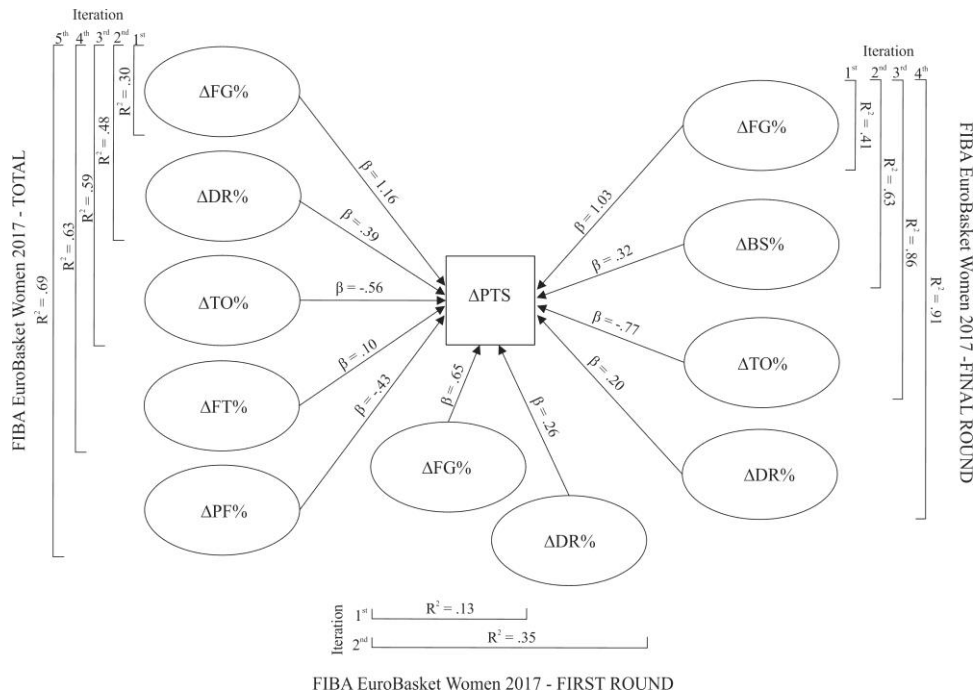 Iteration
5th 4th 3rd 2nd 1st
R² = .30
R² = .48
R² = .59
R² = .63
R² = .69
FIBA EuroBasket Women 2017 - TOTAL
ΔFG%
ΔDR%
ΔTO%
ΔFT%
ΔPF%
β = 1.16
β = .39
β = -.56
β = .10
β = -.43
ΔPTS
β = .65
β = .26
ΔFG%
ΔDR%
Iteration
1st
R² = .13
2nd
R² = .35
FIBA EuroBasket Women 2017 - FIRST ROUND
β = 1.03
β = .32
β = -.77
β = .20
ΔFG%
ΔBS%
ΔTO%
ΔDR%
Iteration
1st 2nd 3rd 4th
R² = .41
R² = .63
R² = .86
R² = .91
FIBA EuroBasket Women 2017 -FINAL ROUND